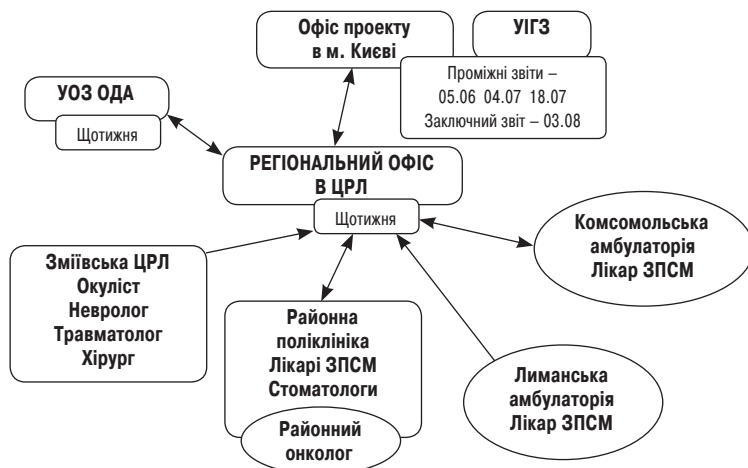 Офіс проекту
в м. Києві
УІГЗ
Проміжні звіти –
05.06 04.07 18.07
Заключний звіт – 03.08
УОЗ ОДА
Щотижня
РЕГІОНАЛЬНИЙ ОФІС
В ЦРЛ
Щотижня
Комсомольська
амбулаторія
Лікар ЗПСМ
Зміївська ЦРЛ
Окуліст
Невролог
Травматолог
Хірург
Районна
поліклініка
Лікарі ЗПСМ
Стоматологи
Районний
онколог
Лиманська
амбулаторія
Лікар ЗПСМ